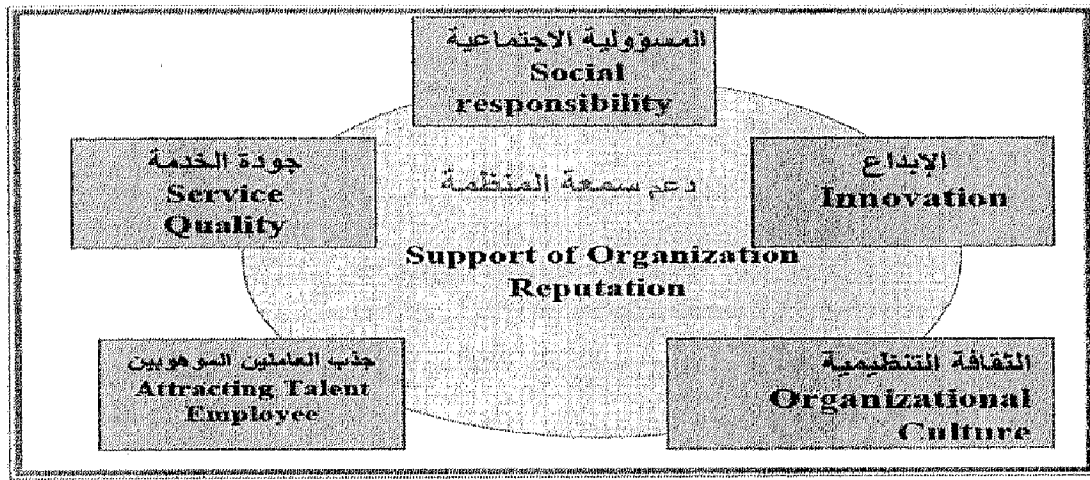 المسؤولية الاجتماعية
Social
responsibility
جودة الخدمة
Service
Quality
الإبداع
Innovation
دعم سمعة المنظمة
Support of Organization
Reputation
جذب العاملين الموهوبين
Attracting Talent
Employee
الثقافة التنظيمية
Organizational
Culture